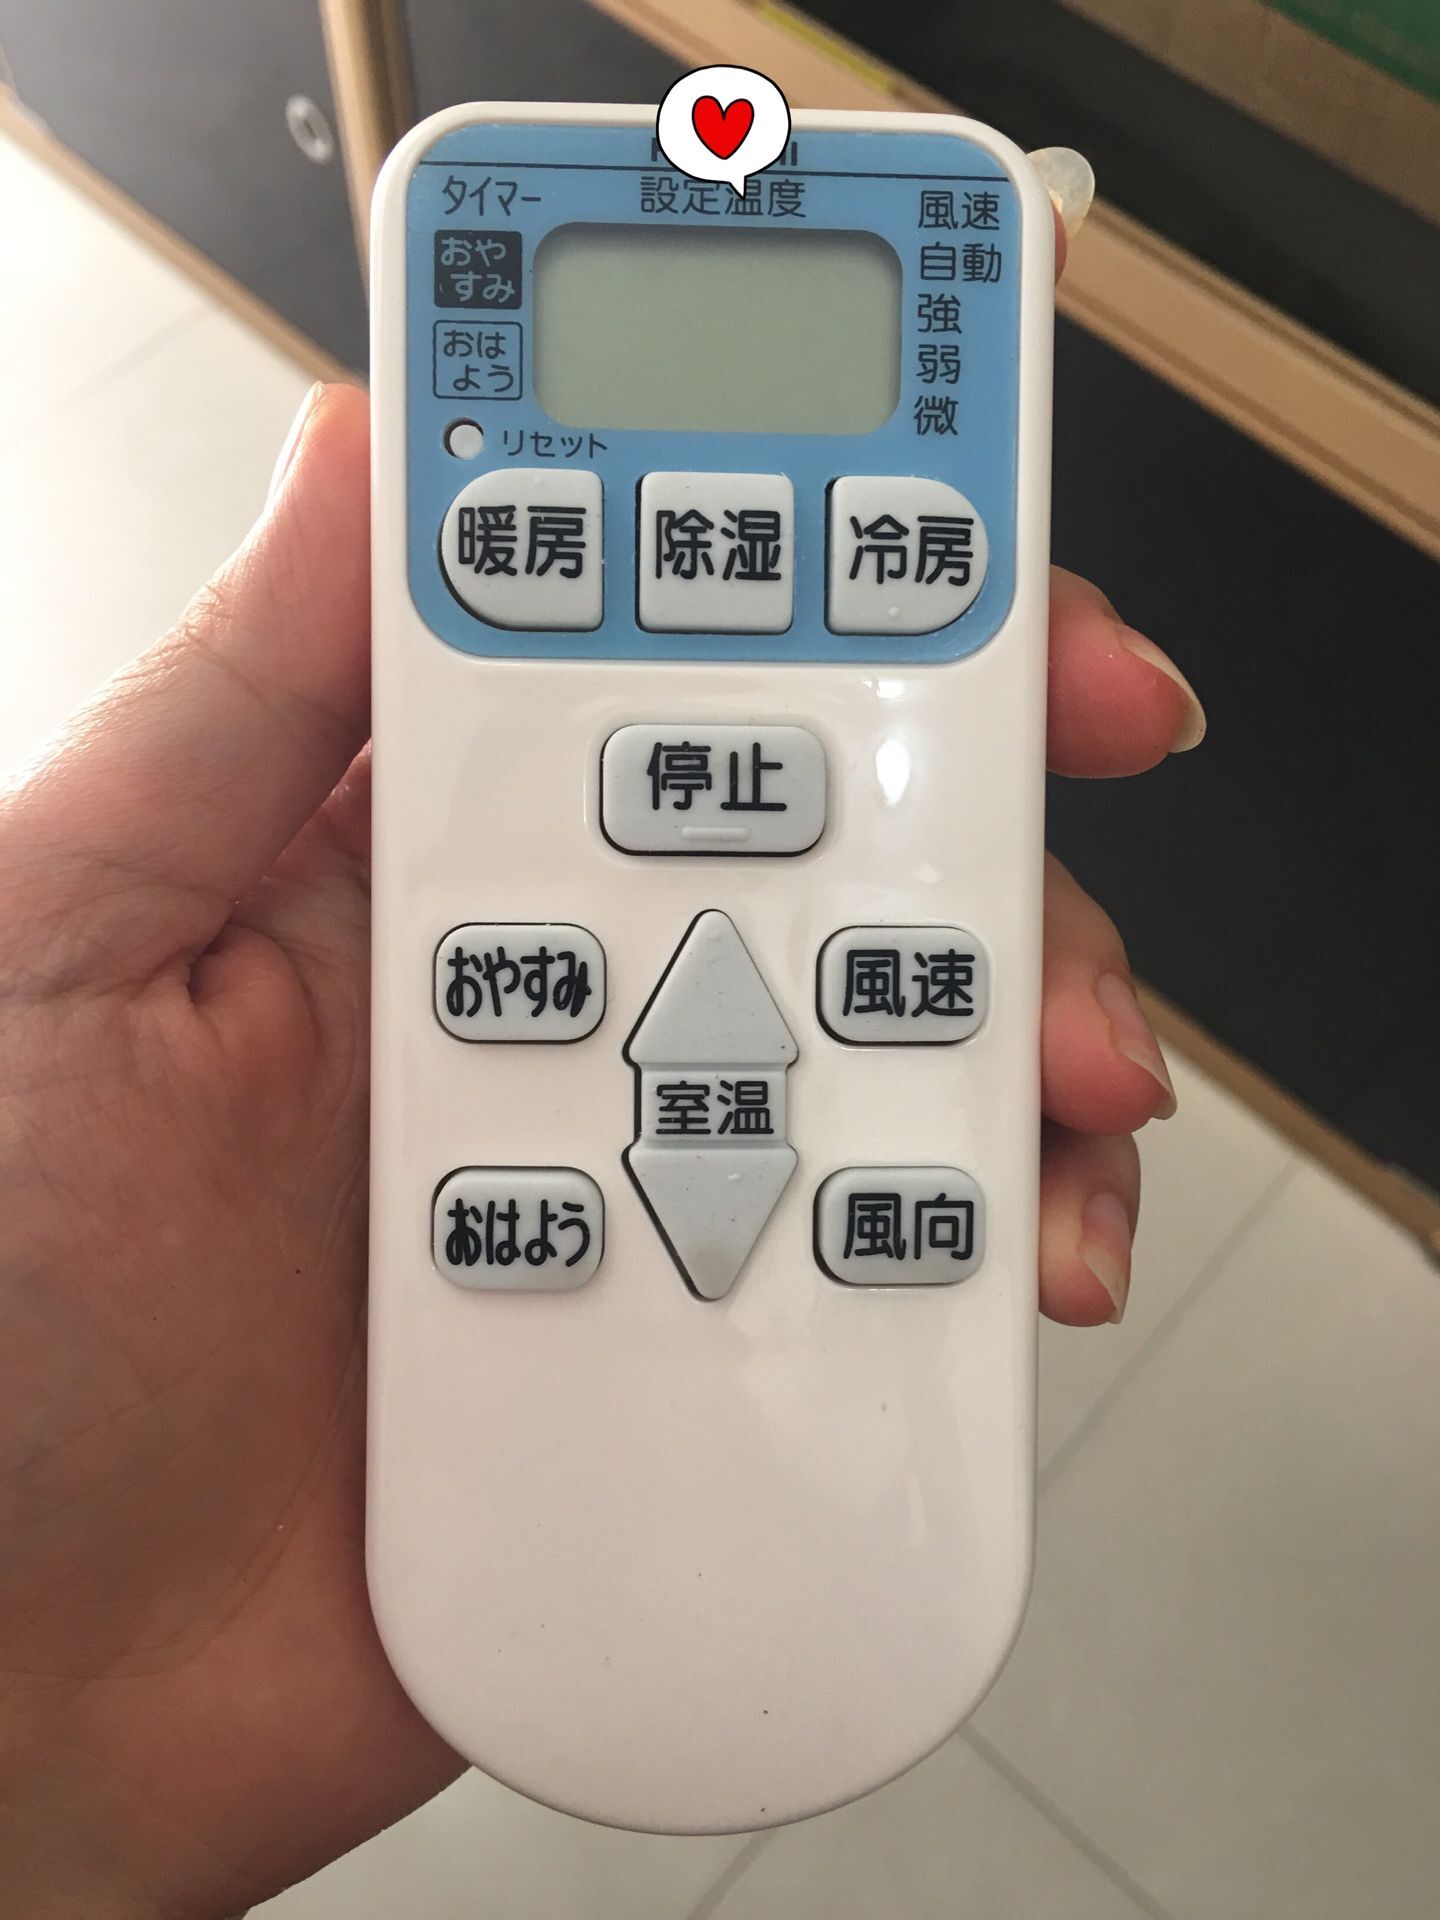 タイマー
設定温度
風速
おや
すみ
自動
強
おは
よう
弱
微
リセット
暖房
除湿
冷房
停止
おやすみ
風速
室温
おはよう
風向